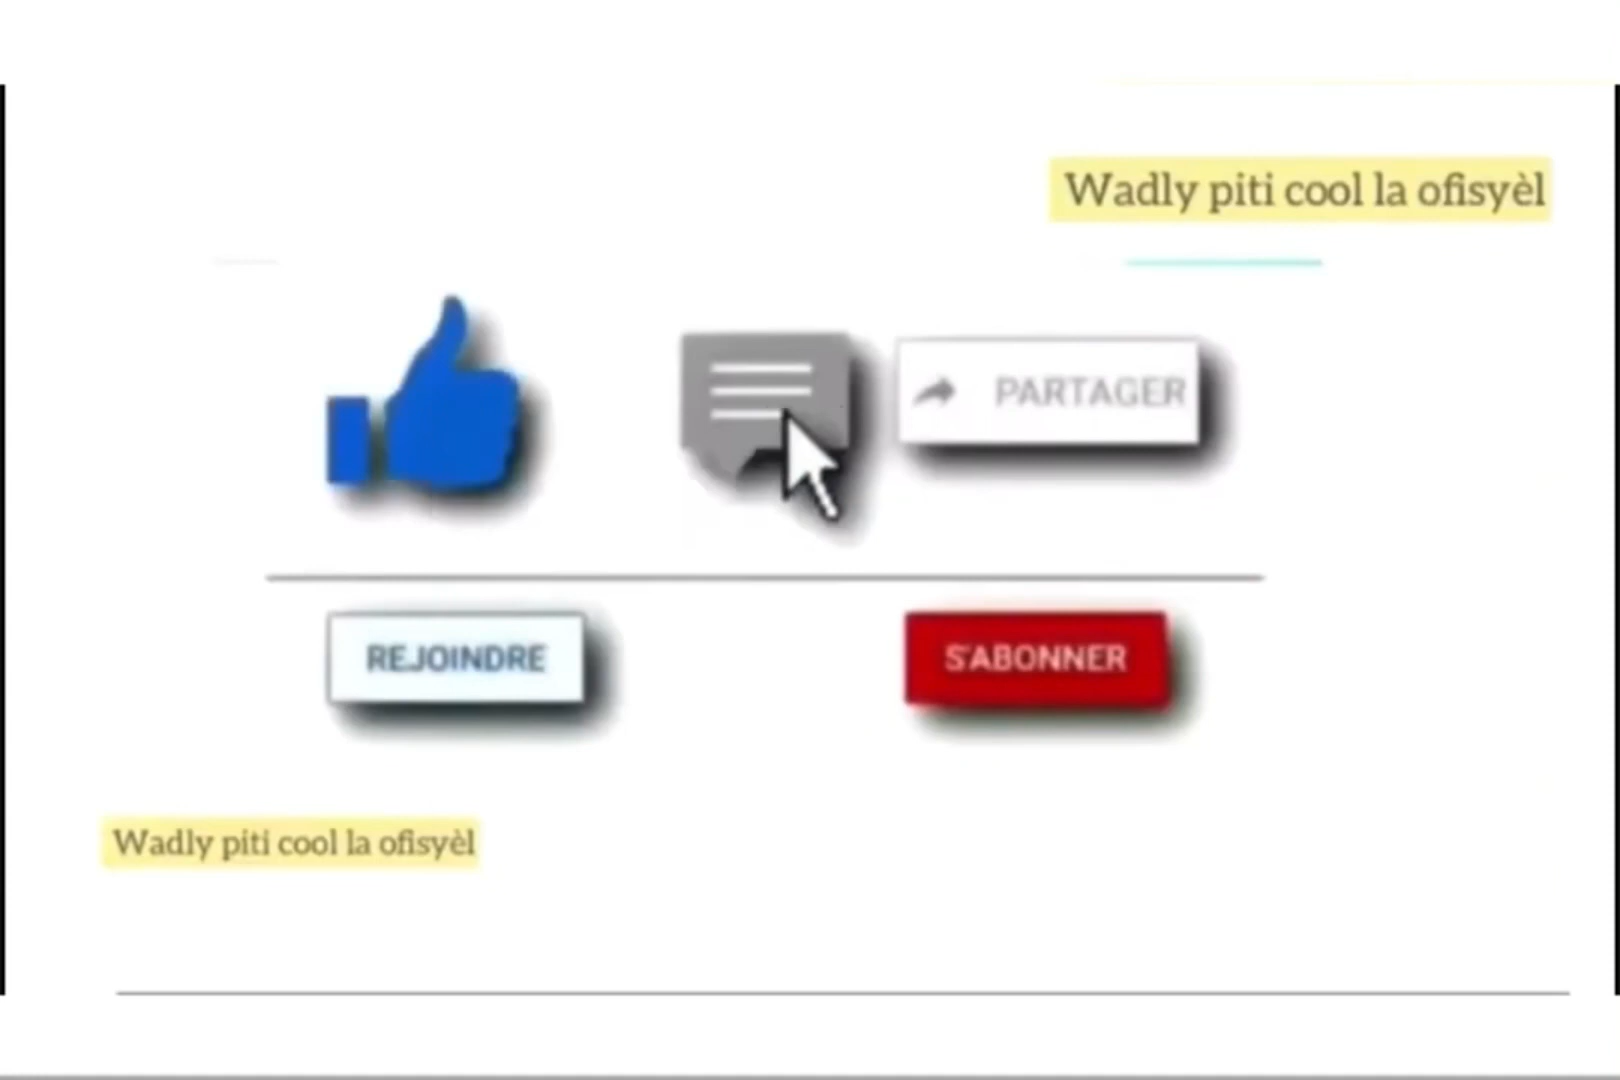 Wadly piti cool la ofisyèl
PARTAGER
REJOINDRE
S'ABONNER
Wadly piti cool la ofisyèl